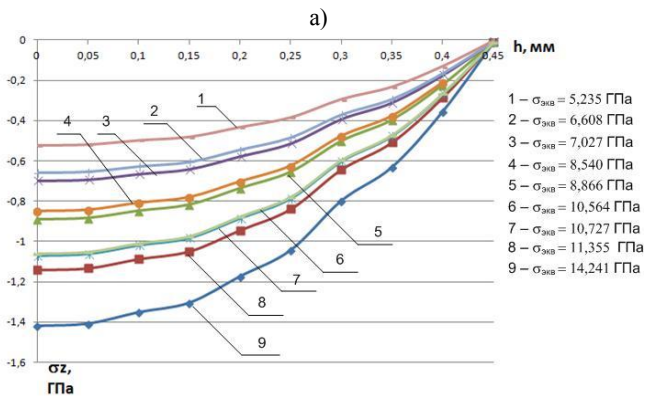 а)
0
0 0,05 0,1 0,15 0,2 0,25 0,3 0,35 0,4 0,45
h, мм
-0,2
-0,4
-0,6
-0,8
-1
-1,2
-1,4
-1,6
σz,
ГПа
1
2
3
4
5
6
7
8
9
1 – σэкв = 5,235 ГПа
2 – σэкв = 6,608 ГПа
3 – σэкв = 7,027 ГПа
4 – σэкв = 8,540 ГПа
5 – σэкв = 8,866 ГПа
6 – σэкв = 10,564 ГПа
7 – σэкв = 10,727 ГПа
8 – σэкв = 11,355 ГПа
9 – σэкв = 14,241 ГПа